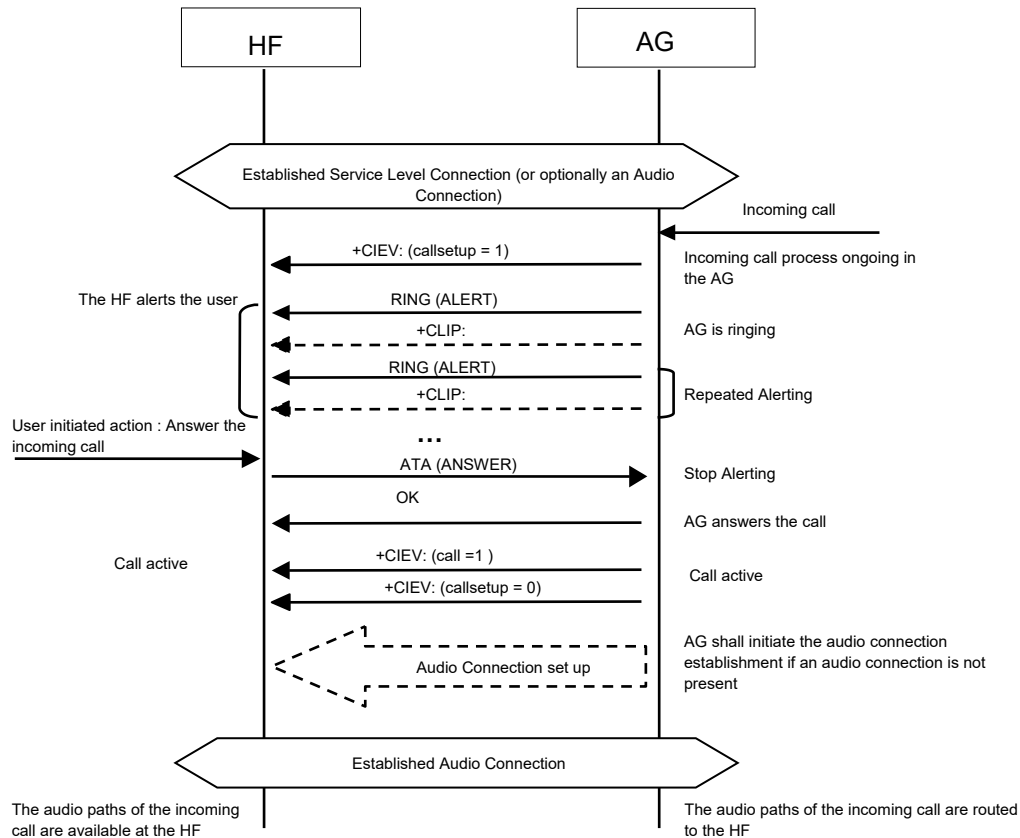 HF
AG
Established Service Level Connection (or optionally an Audio
Connection)
Incoming call
+CIEV: (callsetup = 1)
Incoming call process ongoing in
the AG
The HF alerts the user
RING (ALERT)
AG is ringing
+CLIP:
RING (ALERT)
+CLIP:
Repeated Alerting
User initiated action : Answer the
incoming call
...
ATA (ANSWER)
Stop Alerting
OK
AG answers the call
+CIEV: (call =1 )
Call active
Call active
+CIEV: (callsetup = 0)
AG shall initiate the audio connection
establishment if an audio connection is not
present
Audio Connection set up
Established Audio Connection
The audio paths of the incoming
call are available at the HF
The audio paths of the incoming call are routed
to the HF